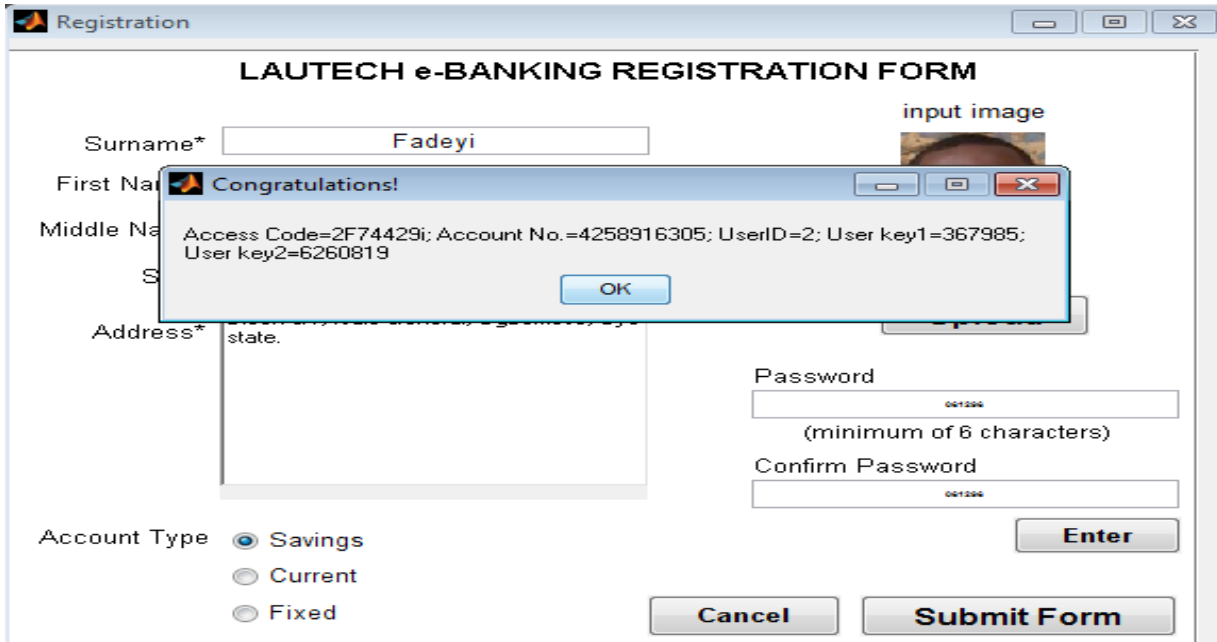 Registration
LAUTECH e-BANKING REGISTRATION FORM
input image
Surname*
Fadeyi
First Na
Congratulations!
Middle Na
Access Code=2F74429i; Account No.=4258916305; UserID=2; User key1=367985;
User key2=6260819
S
OK
Address*
state.
Password
(minimum of 6 characters)
Confirm Password
Account Type
Savings
Enter
Current
Fixed
Cancel
Submit Form